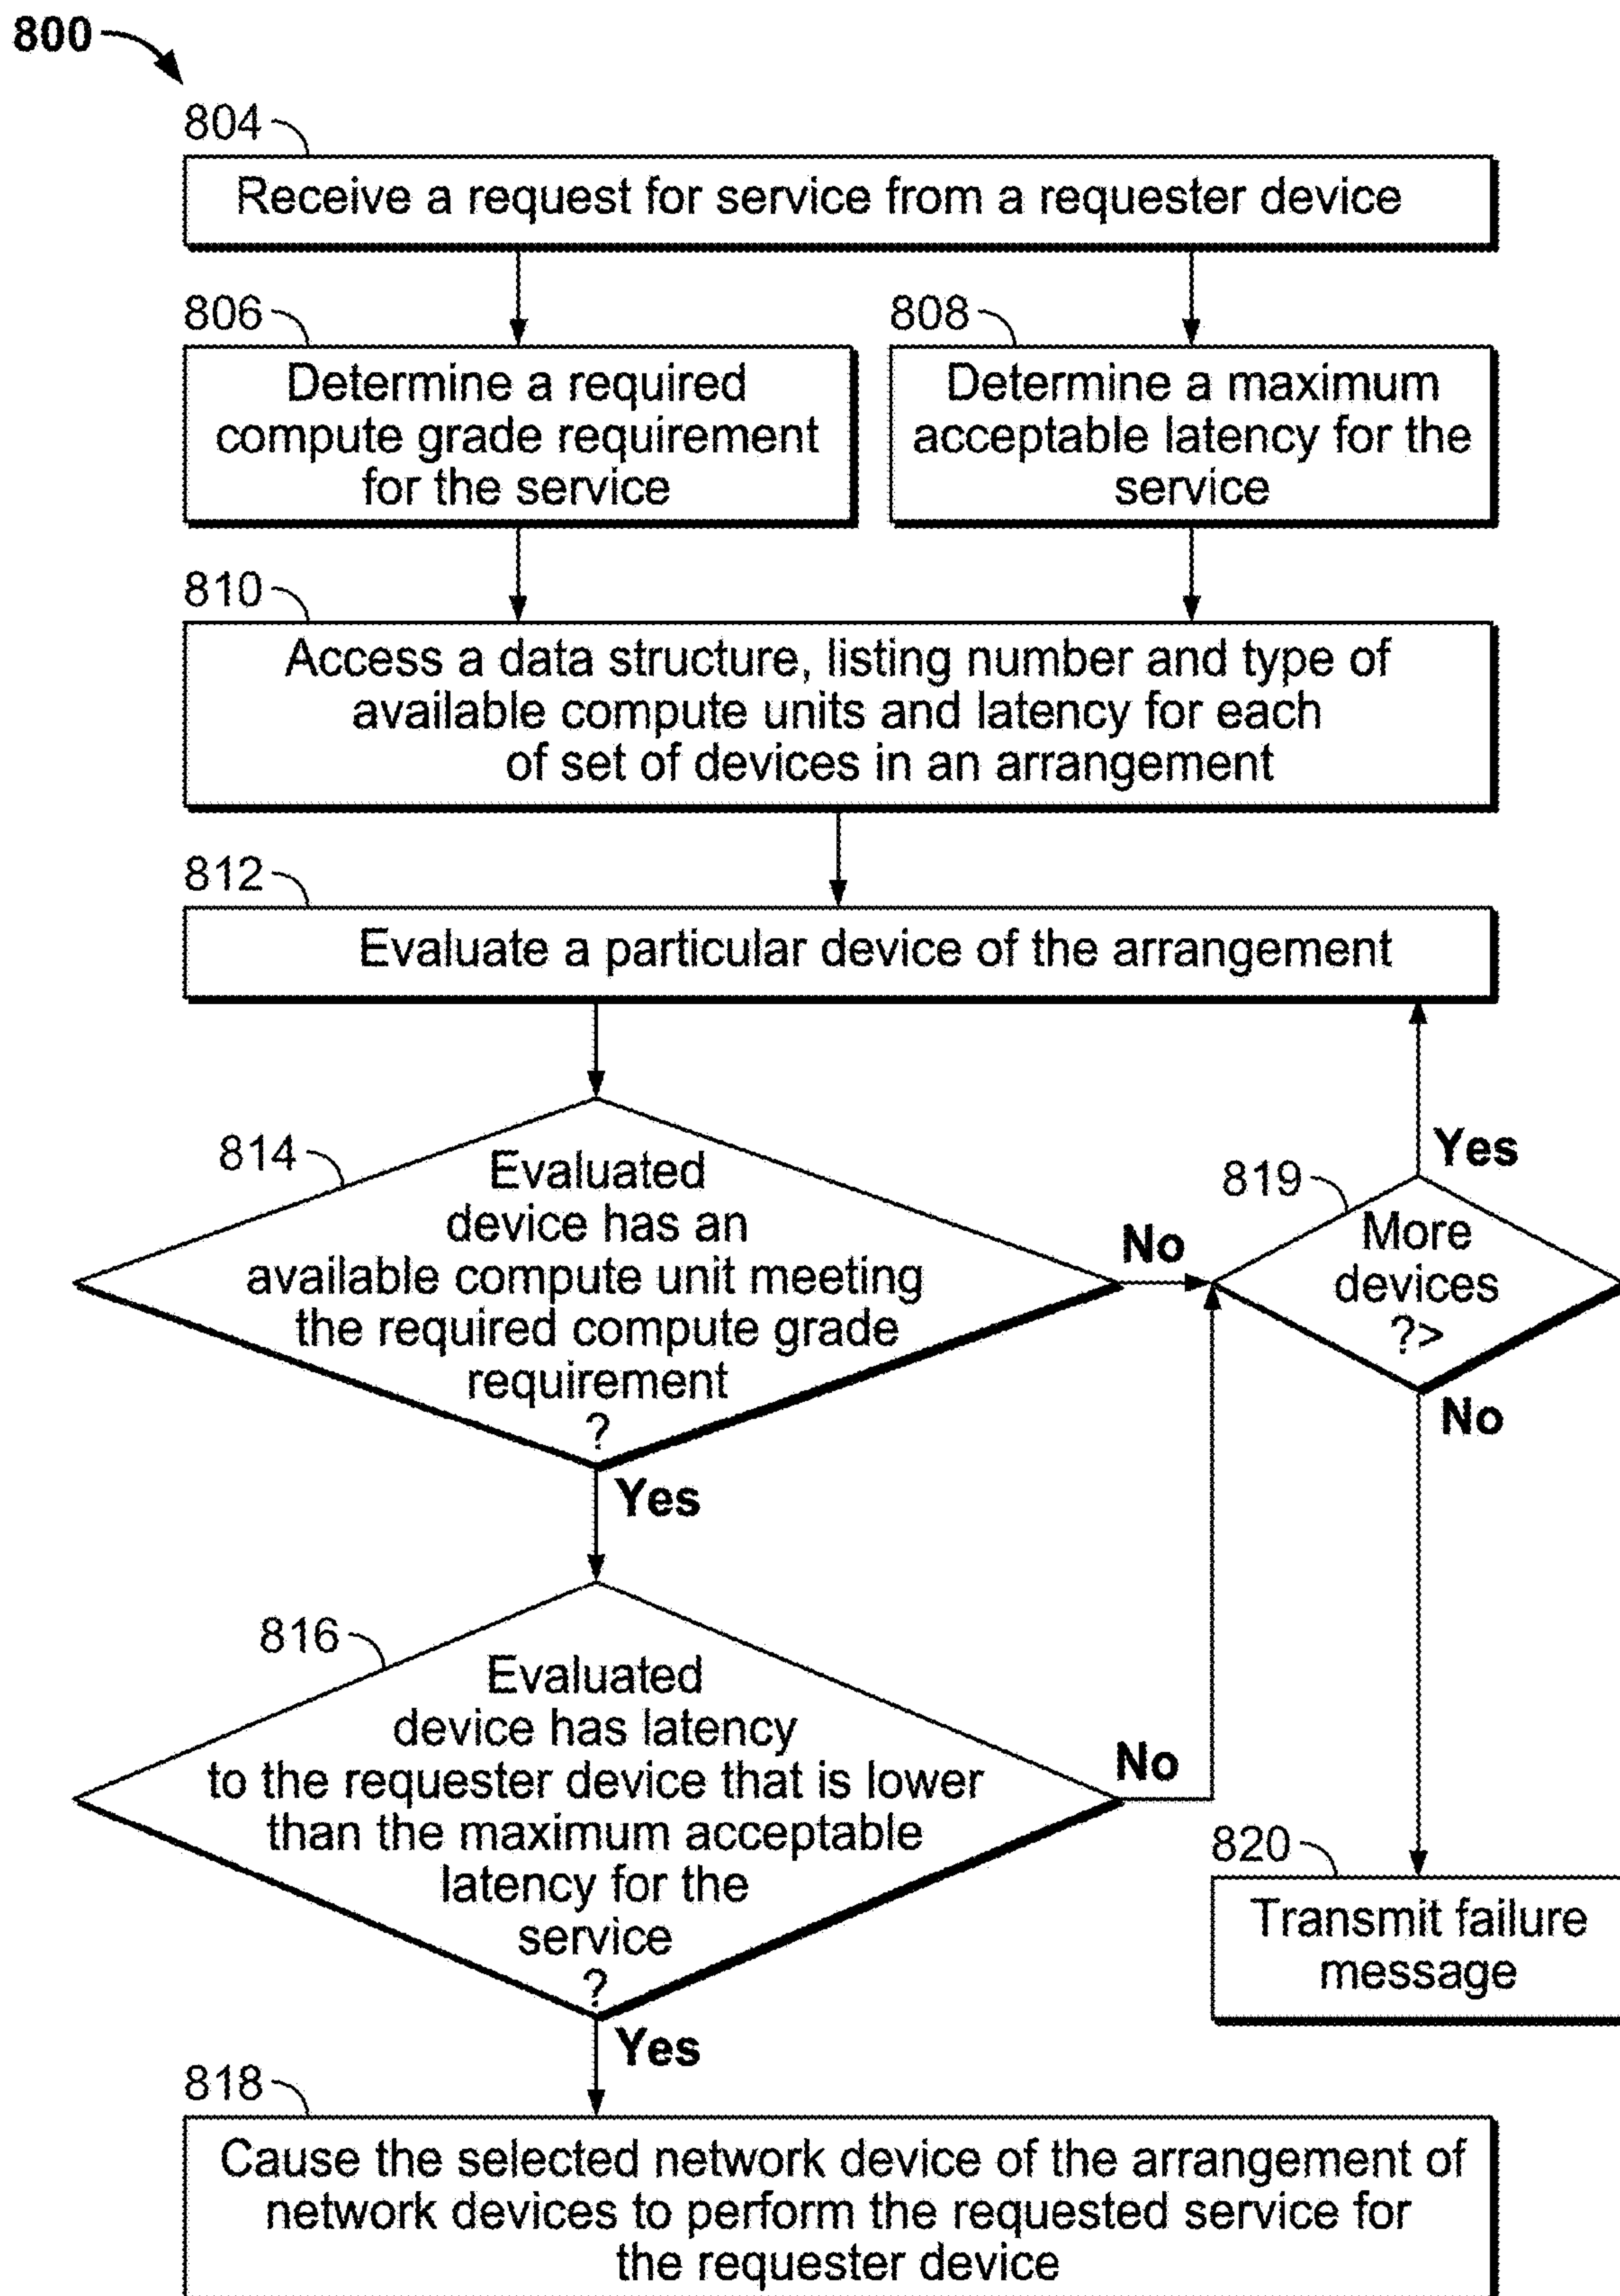 800
804
Receive a request for service from a requester device
806
Determine a required
compute grade requirement
for the service
808
Determine a maximum
acceptable latency for the
service
810
Access a data structure, listing number and type of
available compute units and latency for each
of set of devices in an arrangement
812
Evaluate a particular device of the arrangement
814
Evaluated
device has an
available compute unit meeting
the required compute grade
requirement
?
No
Yes
819
More
devices
?>
Yes
No
816
Evaluated
device has latency
to the requester device that is lower
than the maximum acceptable
latency for the
service
?
No
Yes
820
Transmit failure
message
818
Cause the selected network device of the arrangement of
network devices to perform the requested service for
the requester device